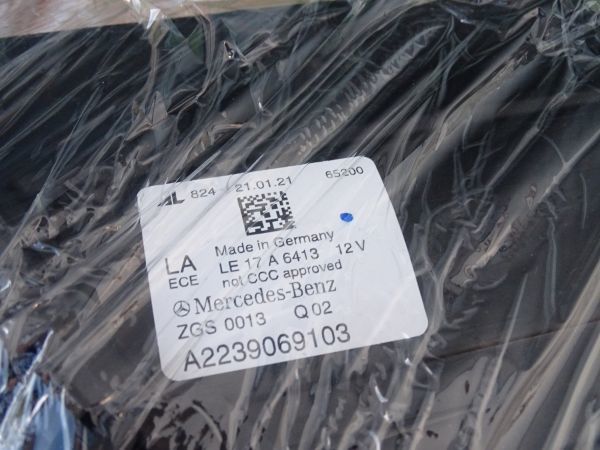 AL 824 21.01.21 65200
Made in Germany
LA LE 17 A 6413 12 V
ECE not CCC approved
Mercedes-Benz
ZGS 0013 Q 02
A2239069103